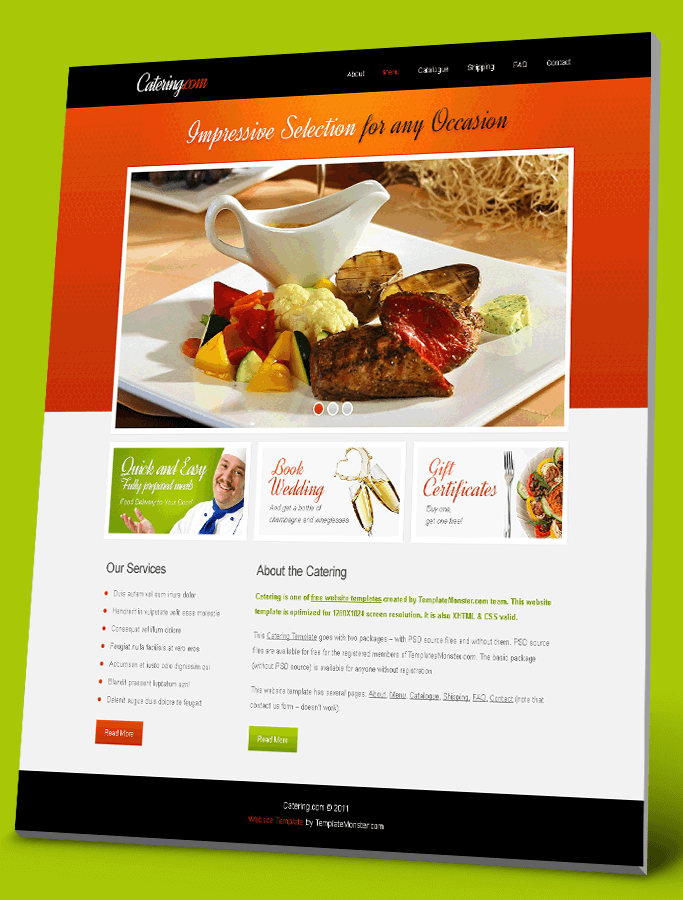 Catering.com
About Menu Catalogue Shipping FAQ Contact
Impressive Selection for any Occasion
Quick and Easy
Fully prepared meals
Food Delivery to Your Door!
Book
Wedding
And get a bottle of
champagne and wineglasses
Gift
Certificates
Buy one,
get one free!
Our Services
Duis autem vel eum iriure dolor
Hendrerit in vulputate velit esse molestie
Consequat vel illum dolore
Feugiat nulla facilisis at vero eros
Accumsan et iusto odio dignissim qui
Blandit praesent luptatum zzril
Delenit augue duis dolore te feugait
Read More
About the Catering
Catering is one of free website templates created by TemplateMonster.com team. This website
template is optimized for 1280X1024 screen resolution. It is also XHTML & CSS valid.
This Catering Template goes with two packages – with PSD source files and without them. PSD source
files are available for free for the registered members of TemplatesMonster.com. The basic package
(without PSD source) is available for anyone without registration.
This website template has several pages: About, Menu, Catalogue, Shipping, FAQ, Contact (note that
contact us form – doesn't work).
Read More
Catering.com © 2011
Website Template by TemplateMonster.com